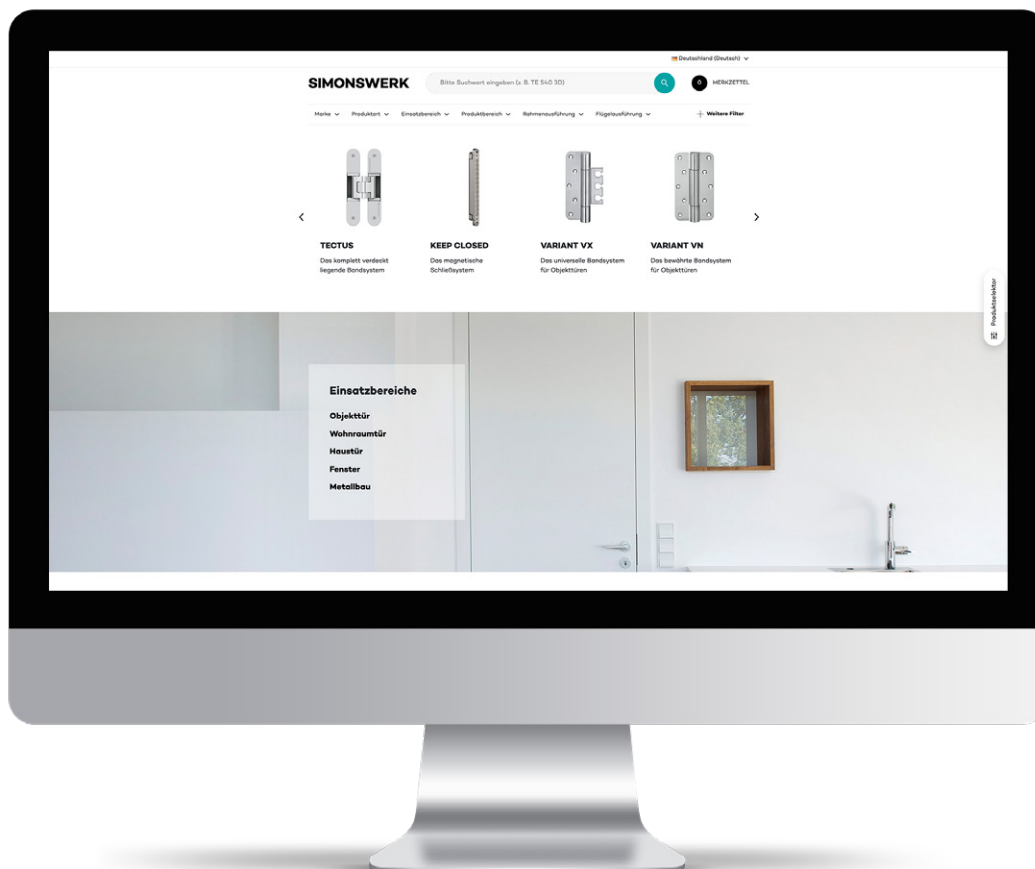 Deutschland (Deutsch)
SIMONSWERK
Bitte Suchwort eingeben (z. B. TE 540 3D)
0
MERKZETTEL
Marke
Produktart
Einsatzbereich
Produktbereich
Rahmenausführung
Flügelausführung
Weitere Filter
TECTUS
Das komplett verdeckt
liegende Bandsystem
KEEP CLOSED
Das magnetische
Schließsystem
VARIANT VX
Das universelle Bandsystem
für Objekttüren
VARIANT VN
Das bewährte Bandsystem
für Objekttüren
Produktselektor
Einsatzbereiche
Objekttür
Wohnraumtür
Haustür
Fenster
Metallbau